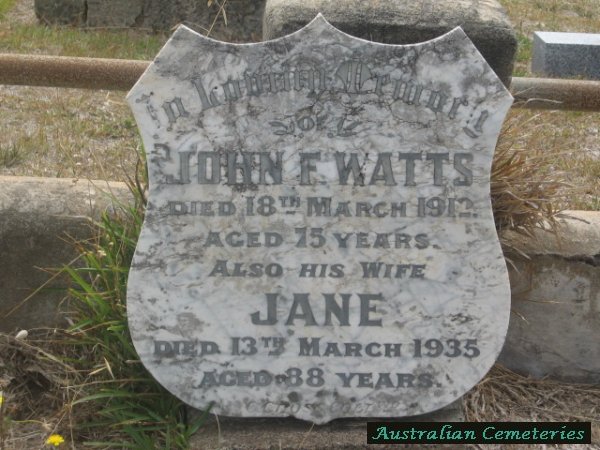 In Loving Memory
of
JOHN F. WATTS
DIED 18TH MARCH 1912
AGED 75 YEARS.
ALSO HIS WIFE
JANE
DIED 13TH MARCH 1935
AGED 88 YEARS.
Australian Cemeteries